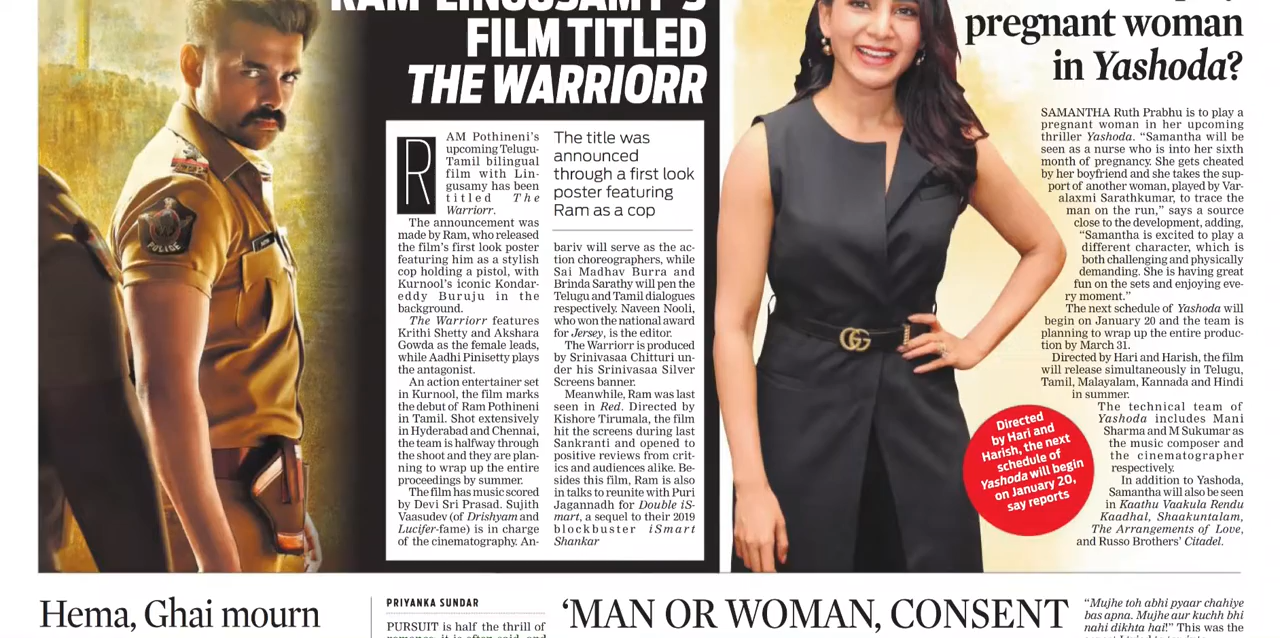 RAM-LINGUSAMY'S
FILM TITLED
THE WARRIORR
RAM Pothineni's
upcoming Telugu-
Tamil bilingual
film with Lin-
gusamy has been
titled The
Warriorr.
The announcement was
made by Ram, who released
the film's first look poster
featuring him as a stylish
cop holding a pistol, with
Kurnool's iconic Kondar-
eddy Buruju in the
background.
The Warriorr features
Krithi Shetty and Akshara
Gowda as the female leads,
while Aadhi Pinisetty plays
the antagonist.
An action entertainer set
in Kurnool, the film marks
the debut of Ram Pothineni
in Tamil. Shot extensively
in Hyderabad and Chennai,
the team is halfway through
the shoot and they are plan-
ning to wrap up the entire
proceedings by summer.
The film has music scored
by Devi Sri Prasad. Sujith
Vaasudev (of Drishyam and
Lucifer-fame) is in charge
of the cinematography. An-
The title was
announced
through a first look
poster featuring
Ram as a cop
bariv will serve as the ac-
tion choreographers, while
Sai Madhav Burra and
Brinda Sarathy will pen the
Telugu and Tamil dialogues
respectively. Naveen Nooli,
who won the national award
for Jersey, is the editor.
The Warriorr is produced
by Srinivasaa Chitturi un-
der his Srinivasaa Silver
Screens banner.
Meanwhile, Ram was last
seen in Red. Directed by
Kishore Tirumala, the film
hit the screens during last
Sankranti and opened to
positive reviews from crit-
ics and audiences alike. Be-
sides this film, Ram is also
in talks to reunite with Puri
Jagannadh for Double iS-
mart, a sequel to their 2019
blockbuster iSmart
Shankar
POLICE
pregnant woman
in Yashoda?
SAMANTHA Ruth Prabhu is to play a
pregnant woman in her upcoming
thriller Yashoda. “Samantha will be
seen as a nurse who is into her sixth
month of pregnancy. She gets cheated
by her boyfriend and she takes the sup-
port of another woman, played by Var-
alaxmi Sarathkumar, to trace the
man on the run,” says a source
close to the development, adding,
“Samantha is excited to play a
different character, which is
both challenging and physically
demanding. She is having great
fun on the sets and enjoying eve-
ry moment.”
The next schedule of Yashoda will
begin on January 20 and the team is
planning to wrap up the entire produc-
tion by March 31.
Directed by Hari and Harish, the film
will release simultaneously in Telugu,
Tamil, Malayalam, Kannada and Hindi
in summer.
The technical team of
Yashoda includes Mani
Sharma and M Sukumar as
the music composer and
the cinematographer
respectively.
In addition to Yashoda,
Samantha will also be seen
in Kaathu Vaakula Rendu
Kaadhal, Shaakuntalam,
The Arrangements of Love,
and Russo Brothers' Citadel.
Directed
by Hari and
Harish, the next
schedule of
Yashoda will begin
on January 20,
say reports
Hema, Ghai mourn
PRIYANKA SUNDAR
PURSUIT is half the thrill of
‘MAN OR WOMAN, CONSENT
“Mujhe toh abhi pyaar chahiye
bas apna. Mujhe aur kuchh bhi
nahi dikhta hai!” This was the